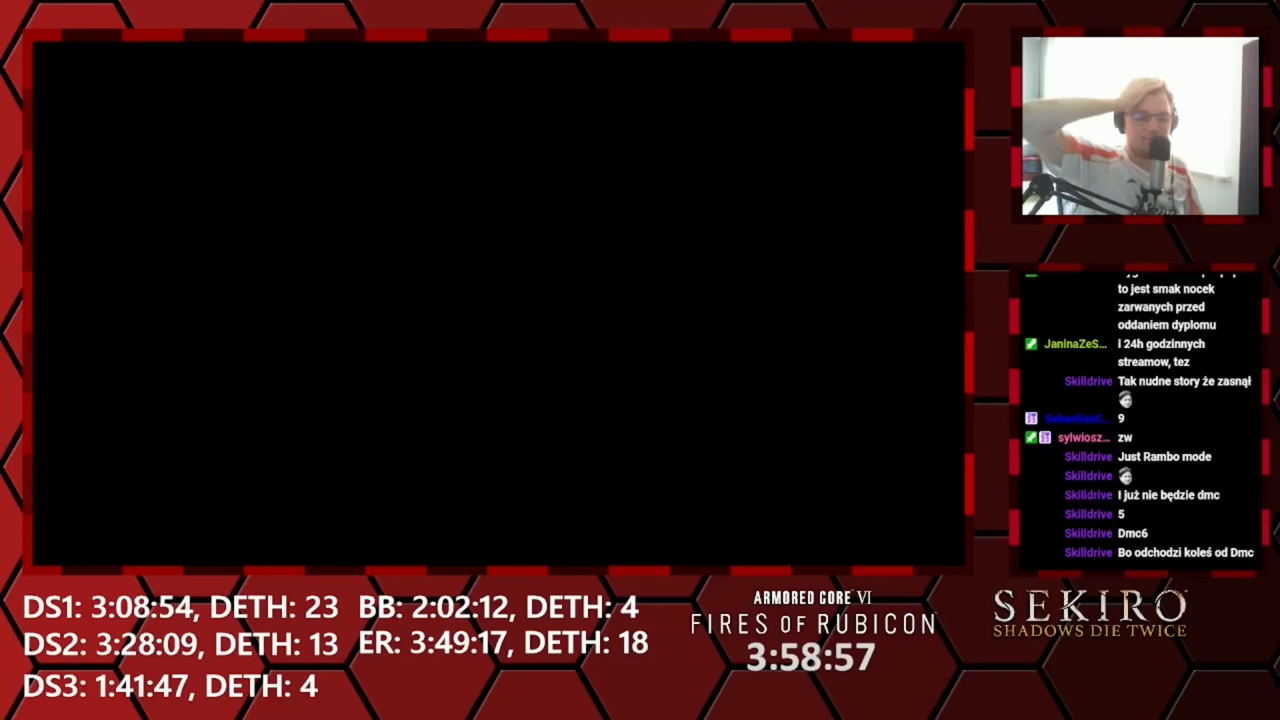 to jest smak nocek
zarwanych przed
oddaniem dyplomu
JaninaZeS... i 24h godzinnych
streamow, tez
Skilldrive Tak nudne story że zasnął
9
sylwiosz... zw
Skilldrive Just Rambo mode
Skilldrive
Skilldrive I już nie będzie dmc
Skilldrive 5
Skilldrive Dmc6
Skilldrive Bo odchodzi koleś od Dmc
DS1: 3:08:54, DETH: 23 BB: 2:02:12, DETH: 4
DS2: 3:28:09, DETH: 13 ER: 3:49:17, DETH: 18
DS3: 1:41:47, DETH: 4
ARMORED CORE VI
FIRES OF RUBICON
3:58:57
SEKIRO
SHADOWS DIE TWICE